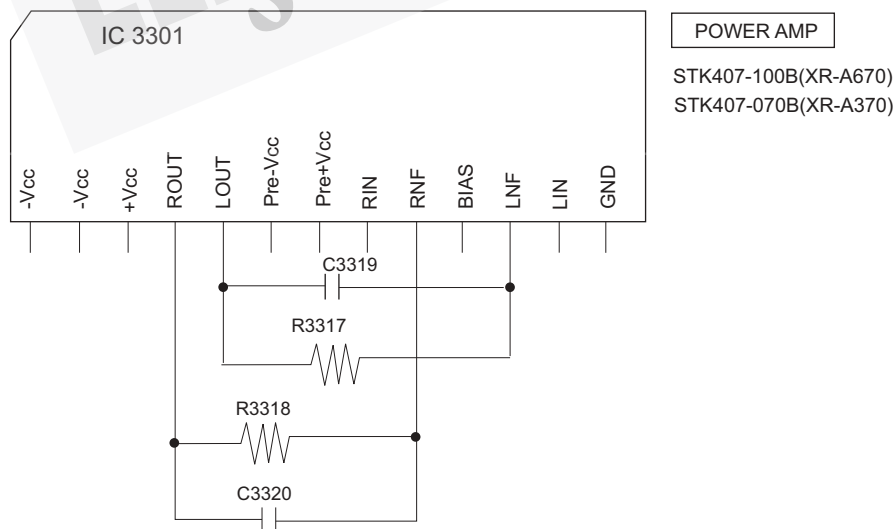 IC 3301
POWER AMP
STK407-100B(XR-A670)
STK407-070B(XR-A370)
-Vcc
-Vcc
+Vcc
ROUT
LOUT
Pre-Vcc
Pre+Vcc
RIN
RNF
BIAS
LNF
LIN
GND
C3319
R3317
R3318
C3320